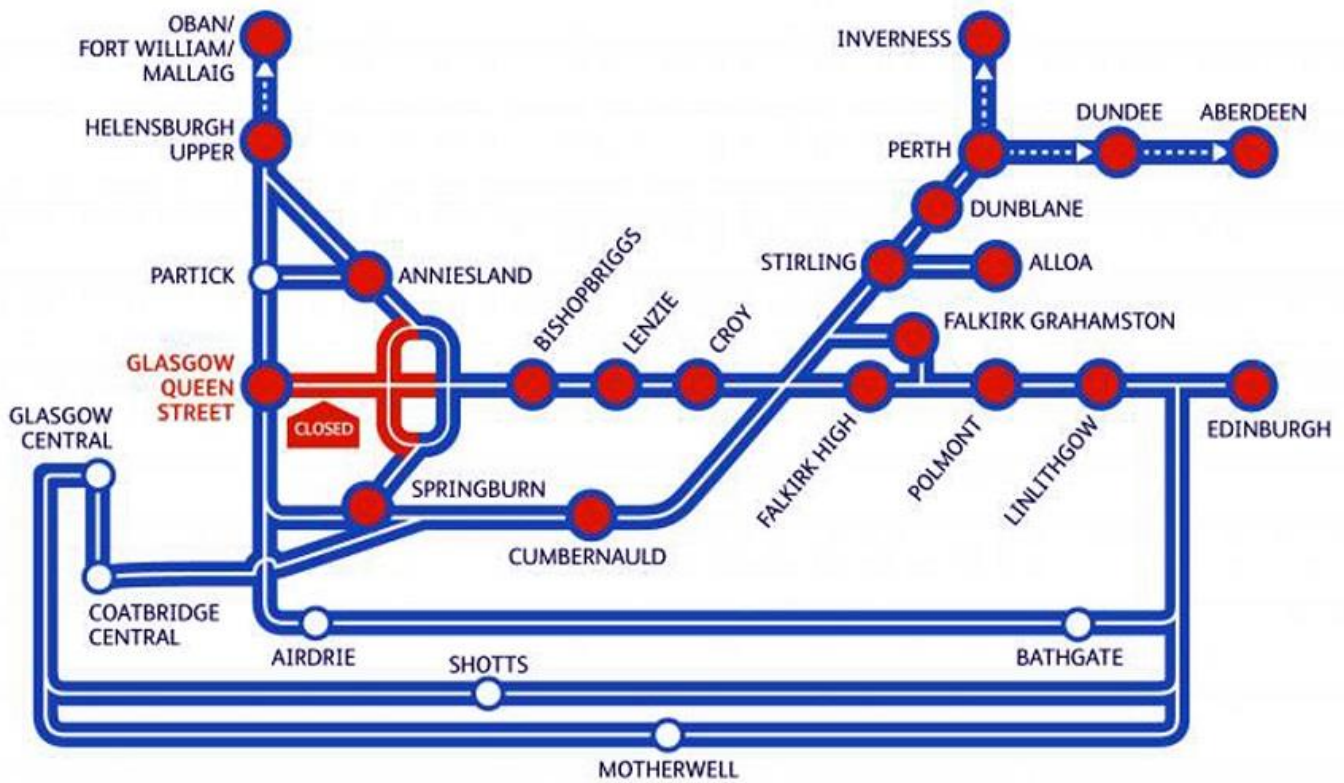 OBAN/
FORT WILLIAM/
MALLAIG
INVERNESS
HELENSBURGH
UPPER
DUNDEE
ABERDEEN
PERTH
DUNBLANE
PARTICK
ANNIESLAND
BISHOPBRIGGS
LENZIE
CROY
STIRLING
ALLOA
FALKIRK GRAHAMSTON
GLASGOW
QUEEN
STREET
CLOSED
GLASGOW
CENTRAL
FALKIRK HIGH
POLMONT
LINLITHGOW
EDINBURGH
SPRINGBURN
CUMBERNAULD
COATBRIDGE
CENTRAL
AIRDRIE
BATHGATE
SHOTTS
MOTHERWELL